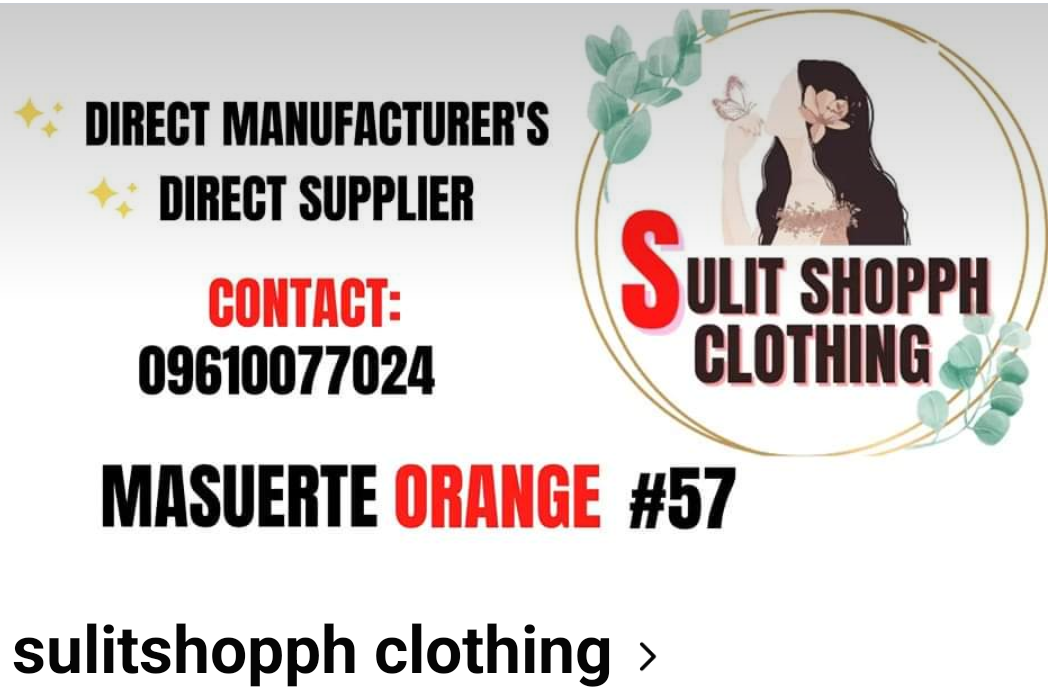 DIRECT MANUFACTURER'S
DIRECT SUPPLIER
CONTACT:
09610077024
SULIT SHOPPH
CLOTHING
MASUERTE ORANGE #57
sulitshopph clothing >